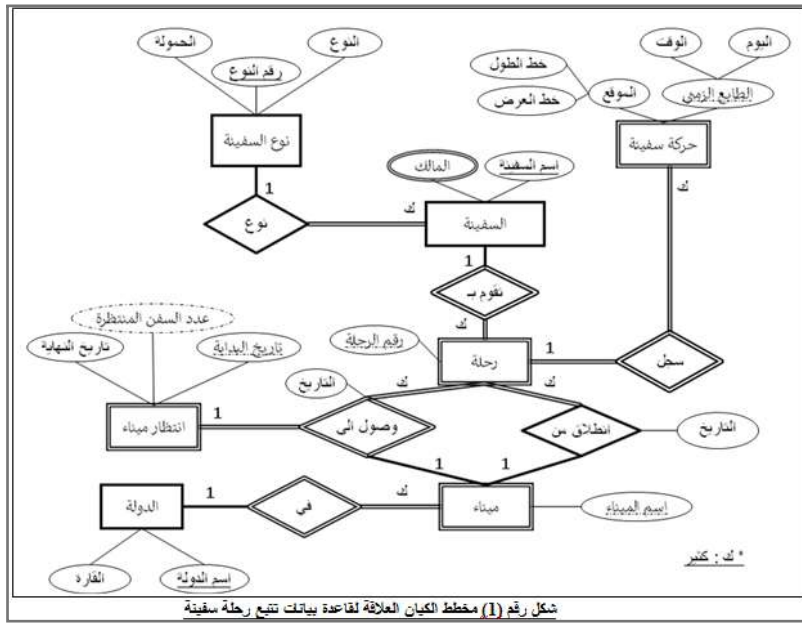 الحمولة
النوع
رقم النوع
نوع السفينة
1
نوع
ك
اليوم
الوقت
الطابع الزمني
خط الطول
الموقع
خط العرض
حركة سفينة
ك
المالك
اسم السفينة
السفينة
1
تقوم بـ
ك
رقم الرحلة
رحلة
1
سجل
عدد السفن المنتظرة
تاريخ النهاية
تاريخ البداية
انتظار ميناء
1
التاريخ
ك
ك
وصول الى
انطلاق من
التاريخ
1
1
الدولة
1
في
ك
ميناء
اسم الميناء
القارة
اسم الدولة
* ك : كثير
شكل رقم (1) مخطط الكيان العلاقة لقاعدة بيانات تتبع رحلة سفينة